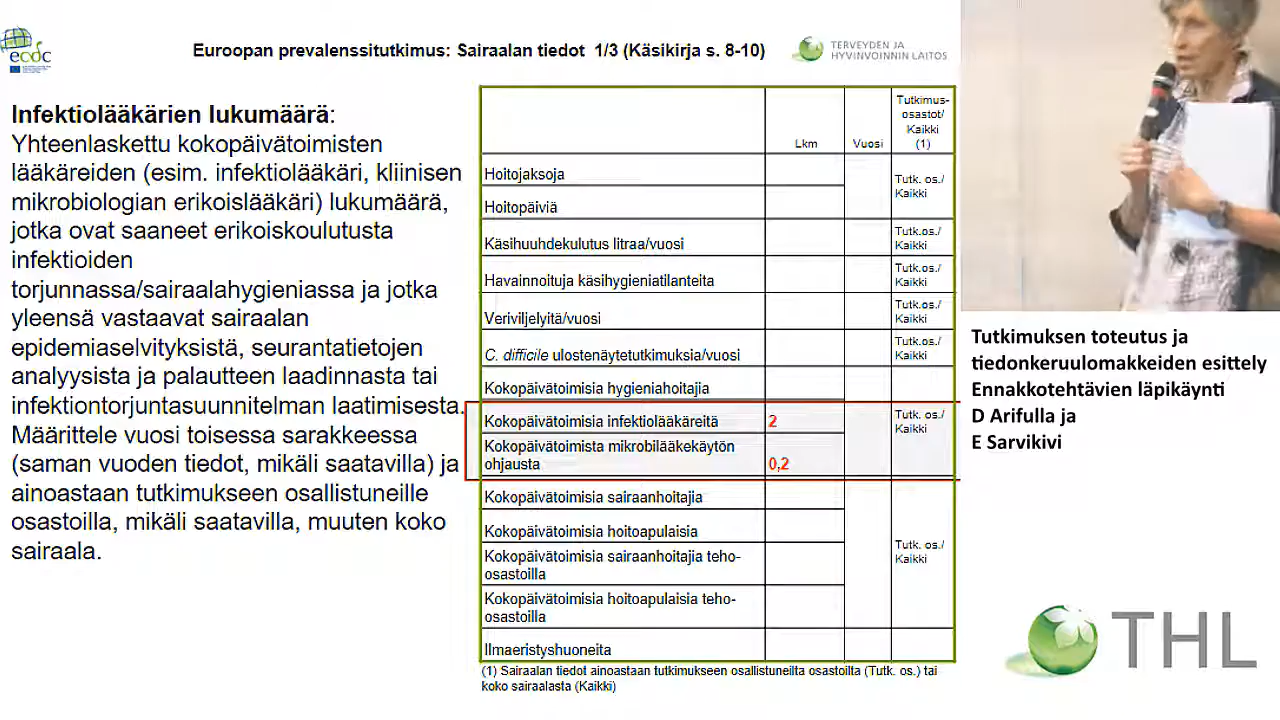 ecdc
Euroopan prevalenssitutkimus: Sairaalan tiedot 1/3 (Käsikirja s. 8-10)
TERVEYDEN JA
HYVINVOINNIN LAITOS
Infektiolääkärien lukumäärä:
Yhteenlaskettu kokopäivätoimisten
lääkäreiden (esim. infektiolääkäri, kliinisen
mikrobiologian erikoislääkäri) lukumäärä,
jotka ovat saaneet erikoiskoulutusta
infektioiden
torjunnassa/sairaalahygieniassa ja jotka
yleensä vastaavat sairaalan
epidemiaselvityksistä, seurantatietojen
analyysista ja palautteen laadinnasta tai
infektiontorjuntasuunnitelman laatimisesta.
Määrittele vuosi toisessa sarakkeessa
(saman vuoden tiedot, mikäli saatavilla) ja
ainoastaan tutkimukseen osallistuneille
osastoilla, mikäli saatavilla, muuten koko
sairaala.
Lkm Vuosi Tutkimus-
osastot/
Kaikki
(1)
Hoitojaksoja
Tutk. os./
Kaikki
Hoitopäiviä
Käsihuuhdekulutus litraa/vuosi Tutk.os./
Kaikki
Havainnoituja käsihygieniatilanteita Tutk.os./
Kaikki
Veriviljelyitä/vuosi Tutk.os./
Kaikki
C. difficile ulostenäytetutkimuksia/vuosi Tutk.os./
Kaikki
Kokopäivätoimisia hygieniahoitajia
Kokopäivätoimisia infektiolääkäreitä 2 Tutk. os./
Kaikki
Kokopäivätoimista mikrobilääkekäytön
ohjausta 0,2
Kokopäivätoimisia sairaanhoitajia
Kokopäivätoimisia hoitoapulaisia
Tutk. os./
Kaikki
Kokopäivätoimisia sairaanhoitajia teho-
osastoilla
Kokopäivätoimisia hoitoapulaisia teho-
osastoilla
Ilmaeristyshuoneita
(1) Sairaalan tiedot ainoastaan tutkimukseen osallistuneilta osastoilta (Tutk. os.) tai
koko sairaalasta (Kaikki)
Tutkimuksen toteutus ja
tiedonkeruulomakkeiden esittely
Ennakkotehtävien läpikäynti
D Arifulla ja
E Sarvikivi
THL